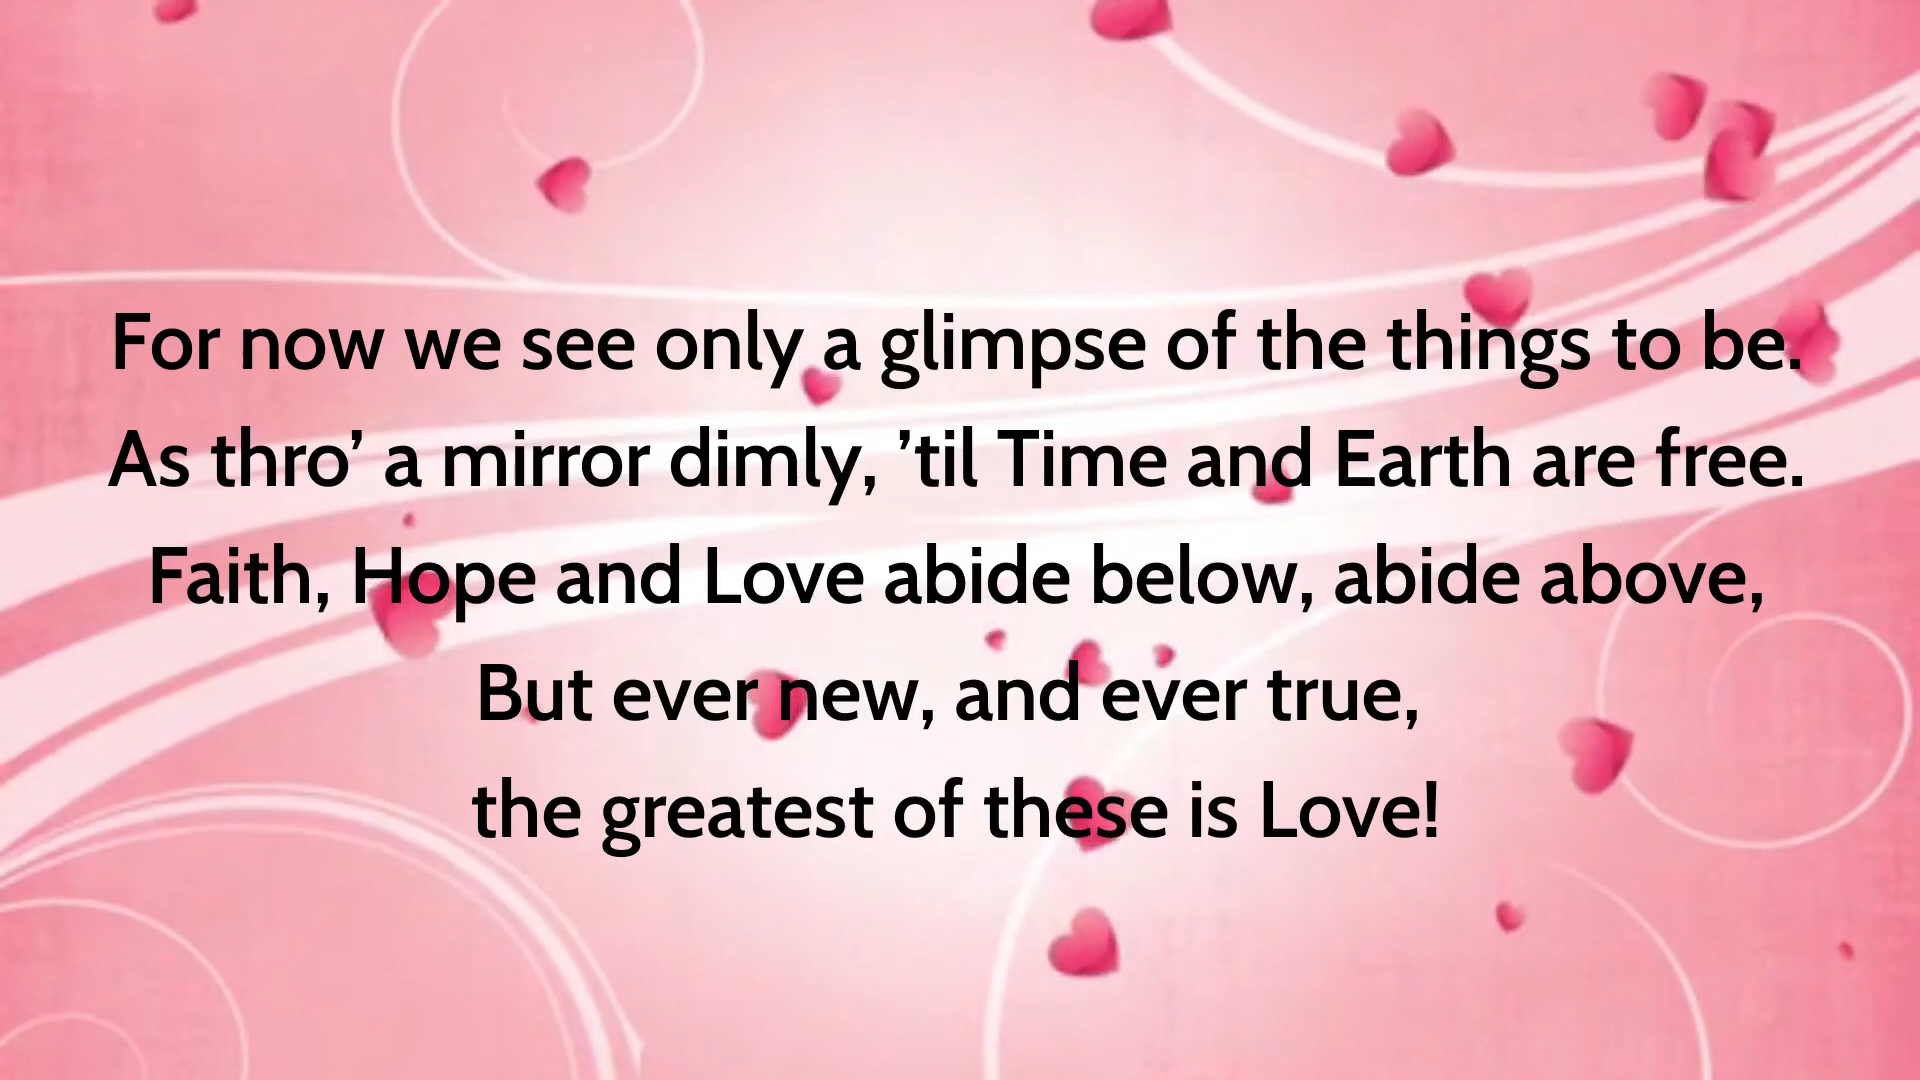 For now we see only a glimpse of the things to be.
As thro’ a mirror dimly, ’til Time and Earth are free.
Faith, Hope and Love abide below, abide above,
But ever new, and ever true,
the greatest of these is Love!